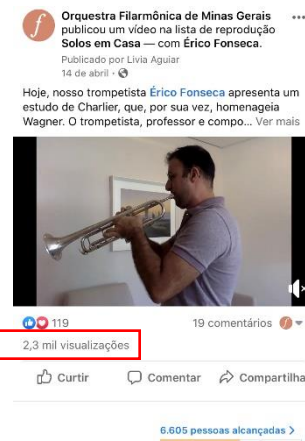 Orquestra Filarmônica de Minas Gerais ...
publicou um vídeo na lista de reprodução
Solos em Casa — com Érico Fonseca.
Publicado por Livia Aguiar
14 de abril ·
Hoje, nosso trompetista Érico Fonseca apresenta um
estudo de Charlier, que, por sua vez, homenageia
Wagner. O trompetista, professor e compo... Ver mais
119 19 comentários
2,3 mil visualizações
Curtir Comentar Compartilha
6.605 pessoas alcançadas >